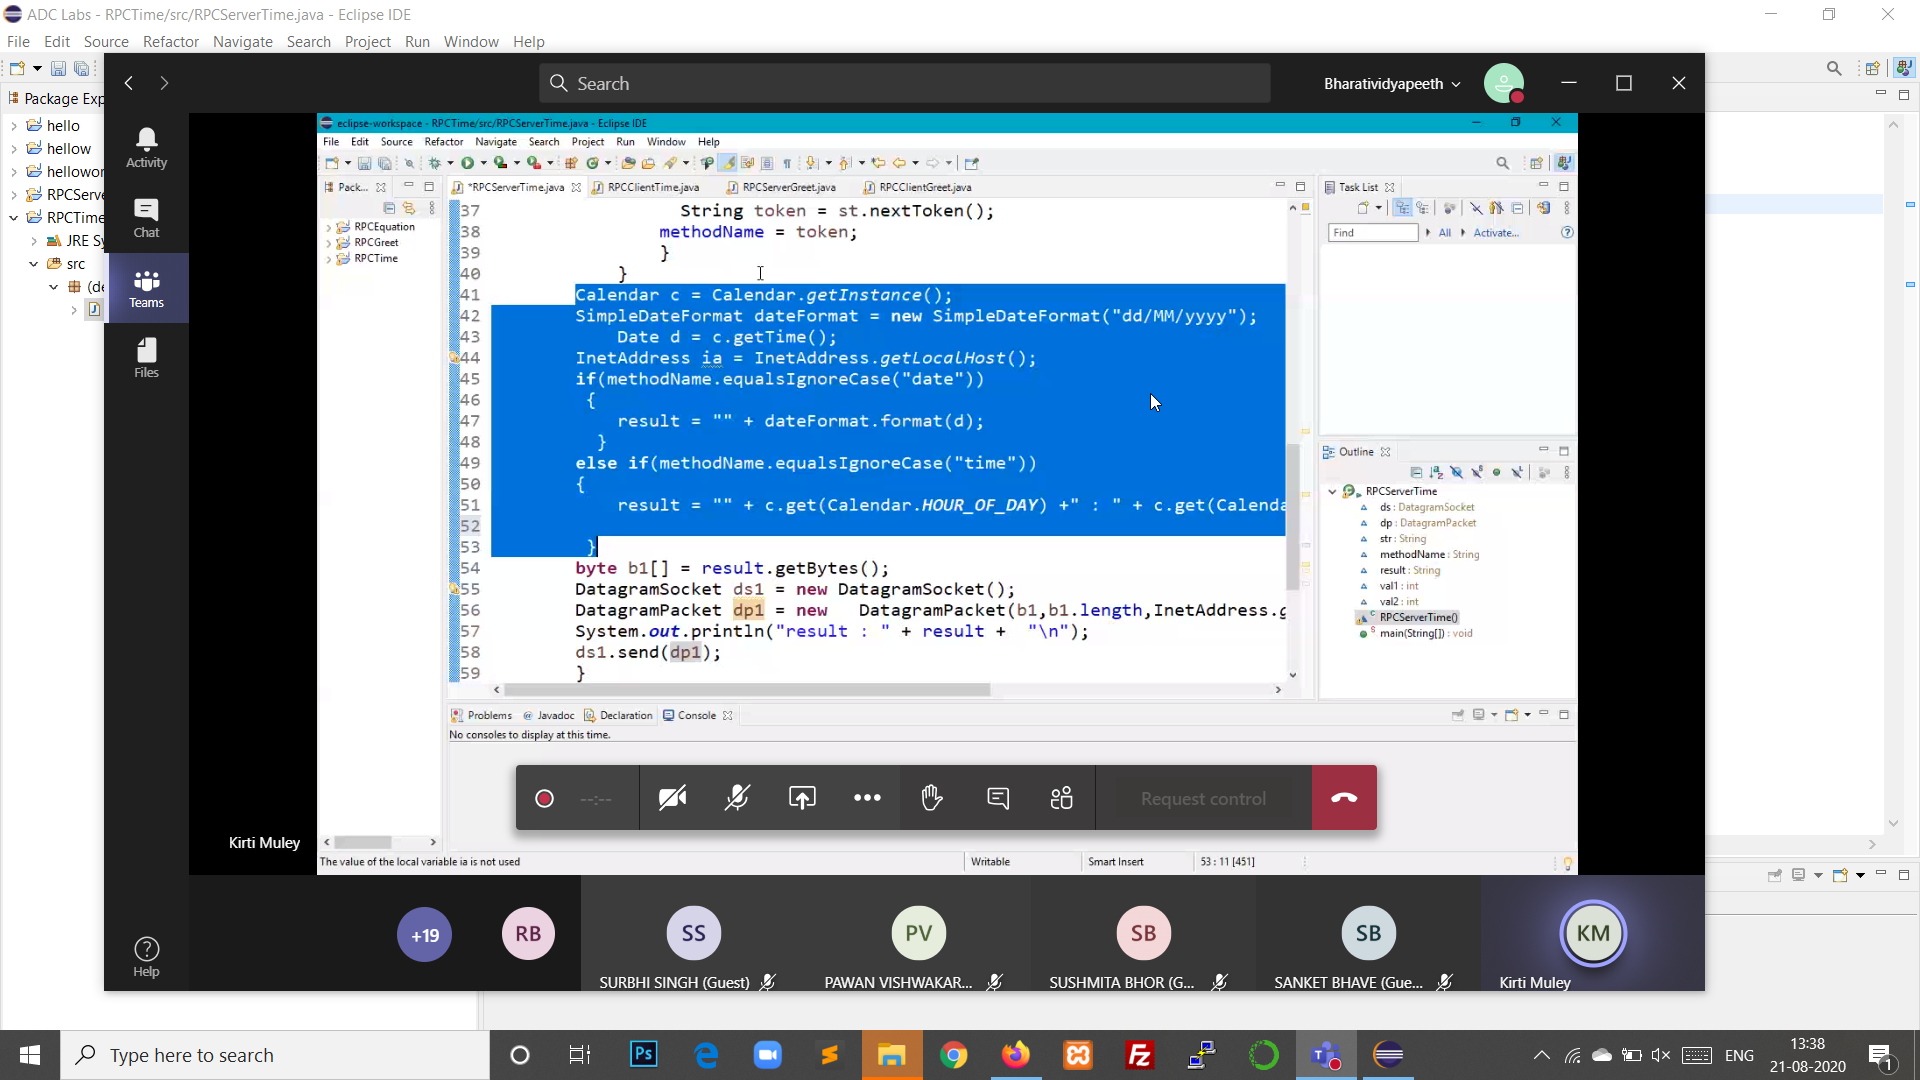 ADC Labs - RPCTime/src/RPCServerTime.java - Eclipse IDE
File Edit Source Refactor Navigate Search Project Run Window Help
Search
Bharatividyapeeth
Package Exp
hello
hellow
hellowor
RPCServe
RPCTime
JRE Sy
src
(de
Activity
Chat
Teams
Files
Help
eclipse-workspace - RPCTime/src/RPCServerTime.java - Eclipse IDE
File Edit Source Refactor Navigate Search Project Run Window Help
Pack...
*RPCServerTime.java RPCClientTime.java RPCServerGreet.java RPCClientGreet.java
RPCEquation
RPCGreet
RPCTime
37 String token = st.nextToken();
38 methodName = token;
39 }
40 }
41 Calendar c = Calendar.getInstance();
42 SimpleDateFormat dateFormat = new SimpleDateFormat("dd/MM/yyyy");
43 Date d = c.getTime();
44 InetAddress ia = InetAddress.getLocalHost();
45 if(methodName.equalsIgnoreCase("date"))
46 {
47 result = "" + dateFormat.format(d);
48 }
49 else if(methodName.equalsIgnoreCase("time"))
50 {
51 result = "" + c.get(Calendar.HOUR_OF_DAY) +" : " + c.get(Calenda
52
53 }
54 byte b1[] = result.getBytes();
55 DatagramSocket ds1 = new DatagramSocket();
56 DatagramPacket dp1 = new DatagramPacket(b1,b1.length,InetAddress.g
57 System.out.println("result : " + result + "\n");
58 ds1.send(dp1);
59 }
Task List
Find All Activate...
Outline
RPCServerTime
ds : DatagramSocket
dp : DatagramPacket
str : String
methodName : String
result : String
val1 : int
val2 : int
RPCServerTime()
main(String[]) : void
Problems Javadoc Declaration Console
No consoles to display at this time.
--:--
Request control
Kirti Muley
The value of the local variable ia is not used
Writable Smart Insert 53 : 11 [451]
+19 RB SS PV SB SB KM
SURBHI SINGH (Guest) PAWAN VISHWAKAR... SUSHMITA BHOR (G... SANKET BHAVE (Gue... Kirti Muley
Type here to search
Ps
Fz
ENG
13:38
21-08-2020
1